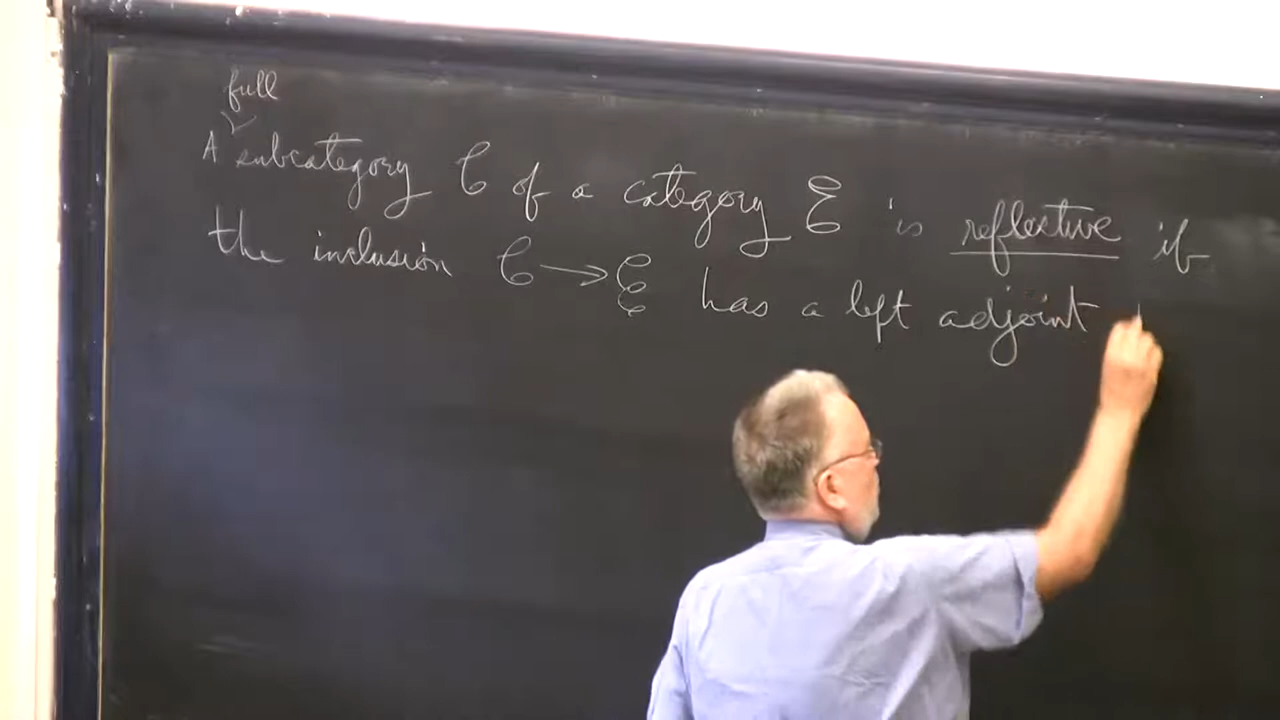 full
A subcategory 𝒞 of a category ℰ is reflective if
the inclusion 𝒞 → ℰ has a left adjoint